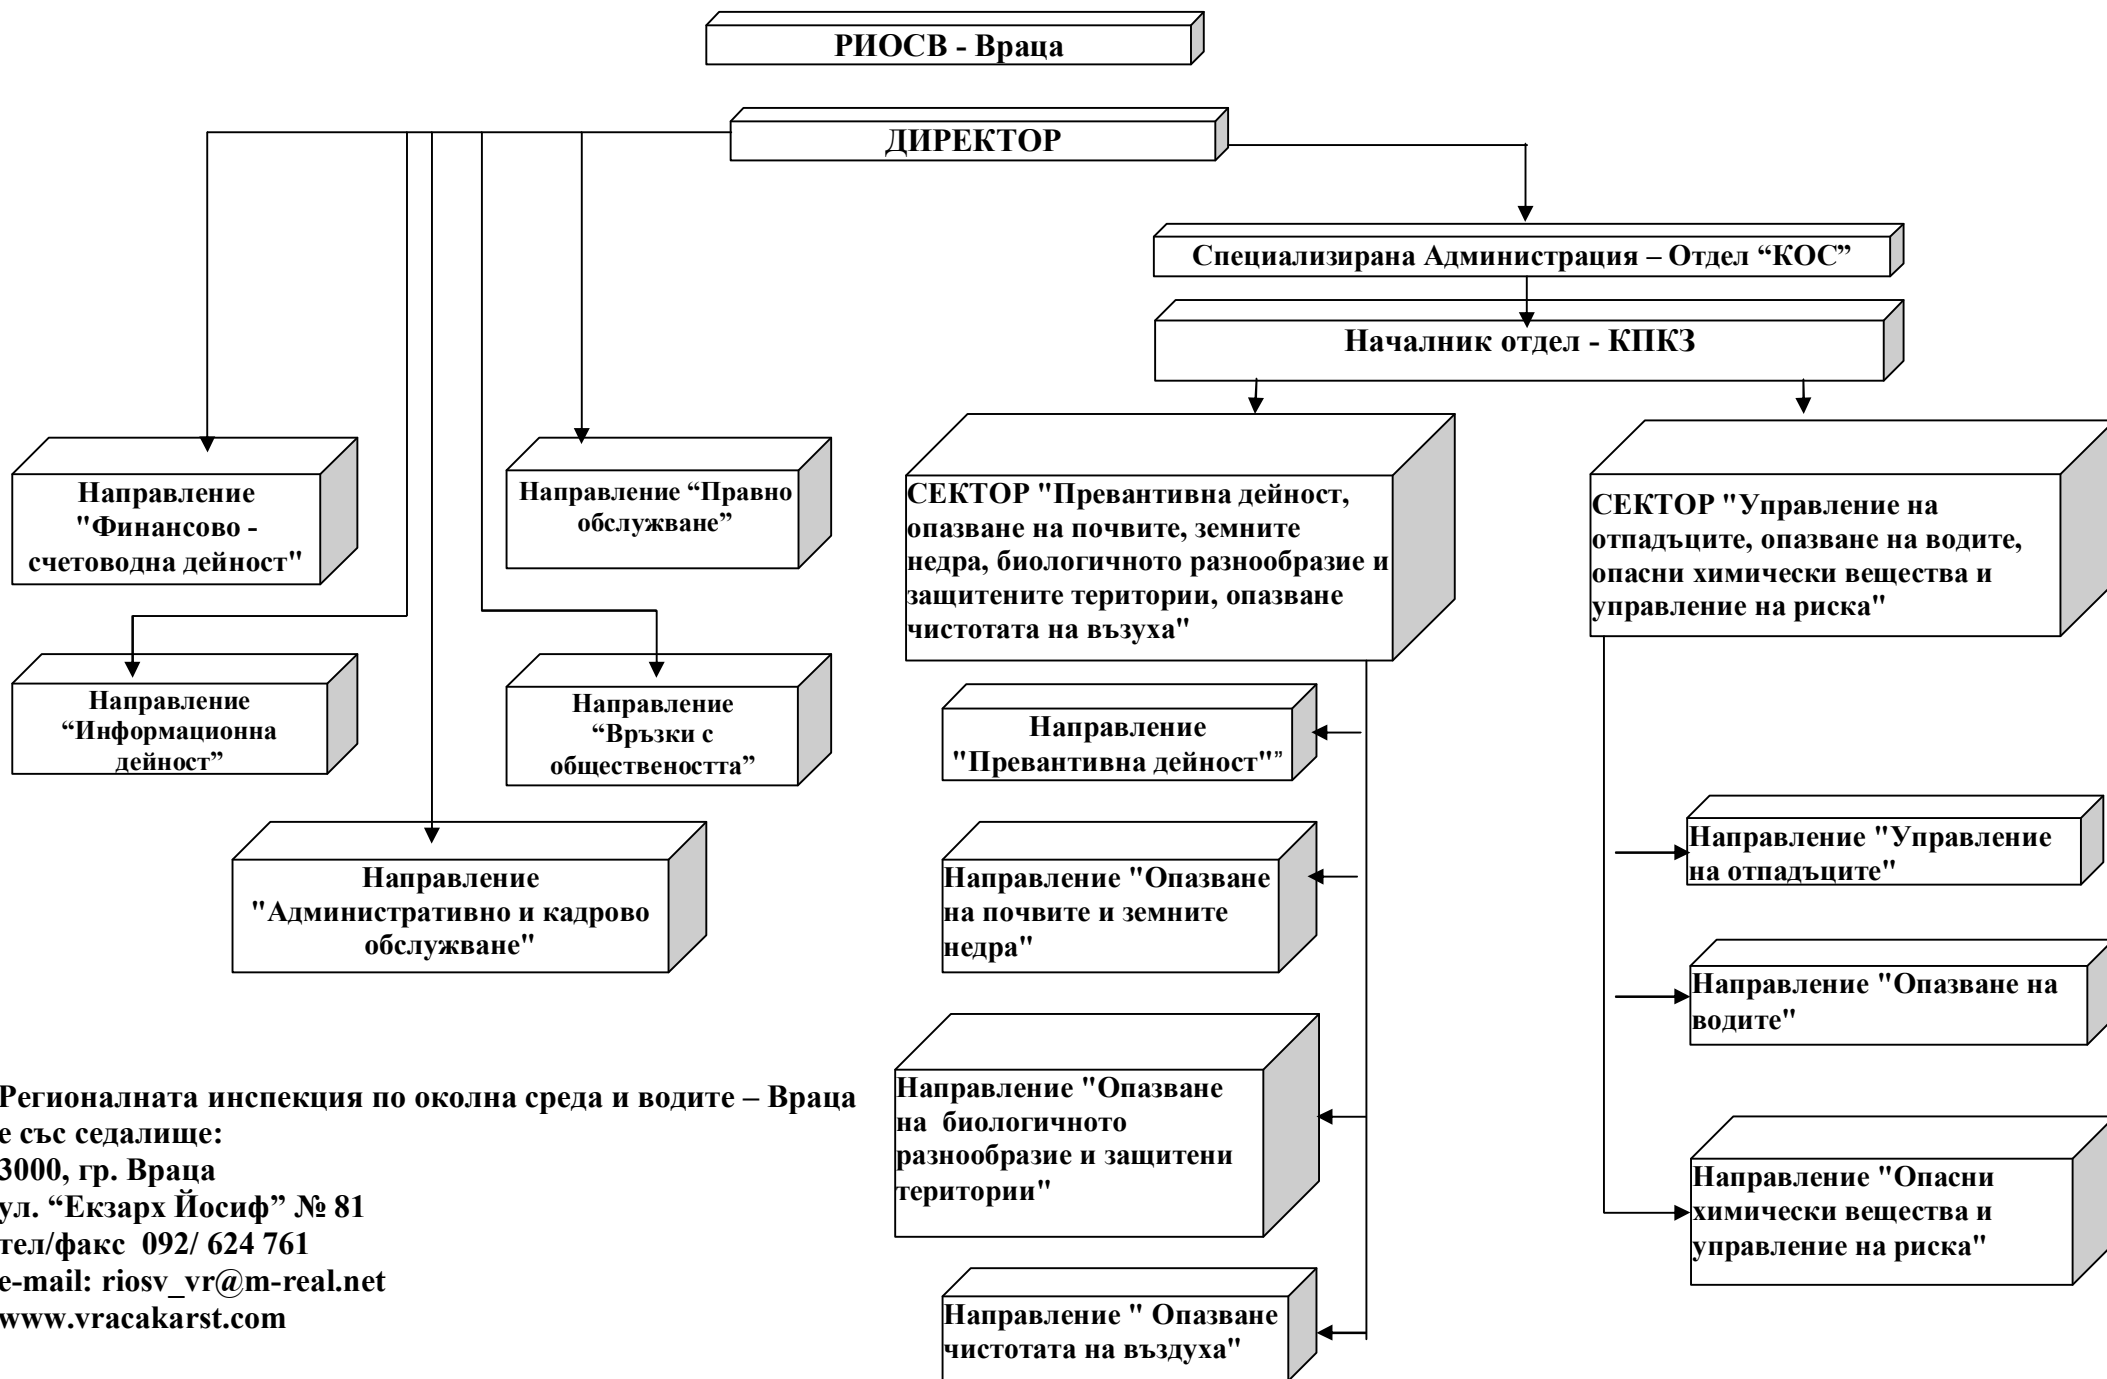 РИОСВ - Враца
ДИРЕКТОР
Специализирана Администрация – Отдел “КОС”
Началник отдел - КПКЗ
Направление
"Финансово -
счетоводна дейност"
Направление “Правно
обслужване”
Направление
“Информационна
дейност”
Направление
“Връзки с
обществеността”
Направление
"Административно и кадрово
обслужване"
СЕКТОР "Превантивна дейност,
опазване на почвите, земните
недра, биологичното разнообразие и
защитените територии, опазване
чистотата на възуха"
Направление
"Превантивна дейност"”
Направление "Опазване
на почвите и земните
недра"
Направление "Опазване
на биологичното
разнообразие и защитени
територии"
Направление " Опазване
чистотата на въздуха"
СЕКТОР "Управление на
отпадъците, опазване на водите,
опасни химически вещества и
управление на риска"
Направление "Управление
на отпадъците"
Направление "Опазване на
водите"
Направление "Опасни
химически вещества и
управление на риска"
Регионалната инспекция по околна среда и водите – Враца
е със седалище:
3000, гр. Враца
ул. “Екзарх Йосиф” № 81
тел/факс 092/ 624 761
e-mail: riosv_vr@m-real.net
www.vracakarst.com